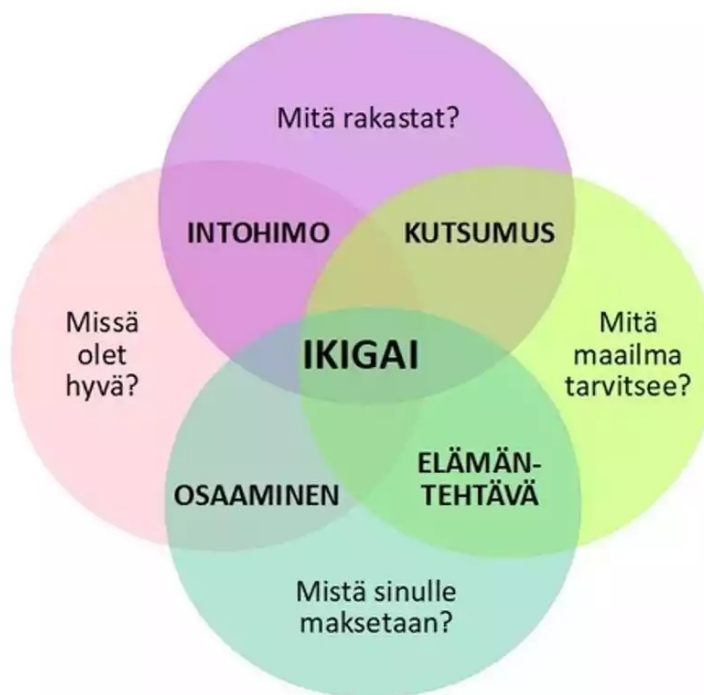 Mitä rakastat?
INTOHIMO
KUTSUMUS
Missä
olet
hyvä?
IKIGAI
Mitä
maailma
tarvitsee?
OSAAMINEN
ELÄMÄN-
TEHTÄVÄ
Mistä sinulle
maksetaan?